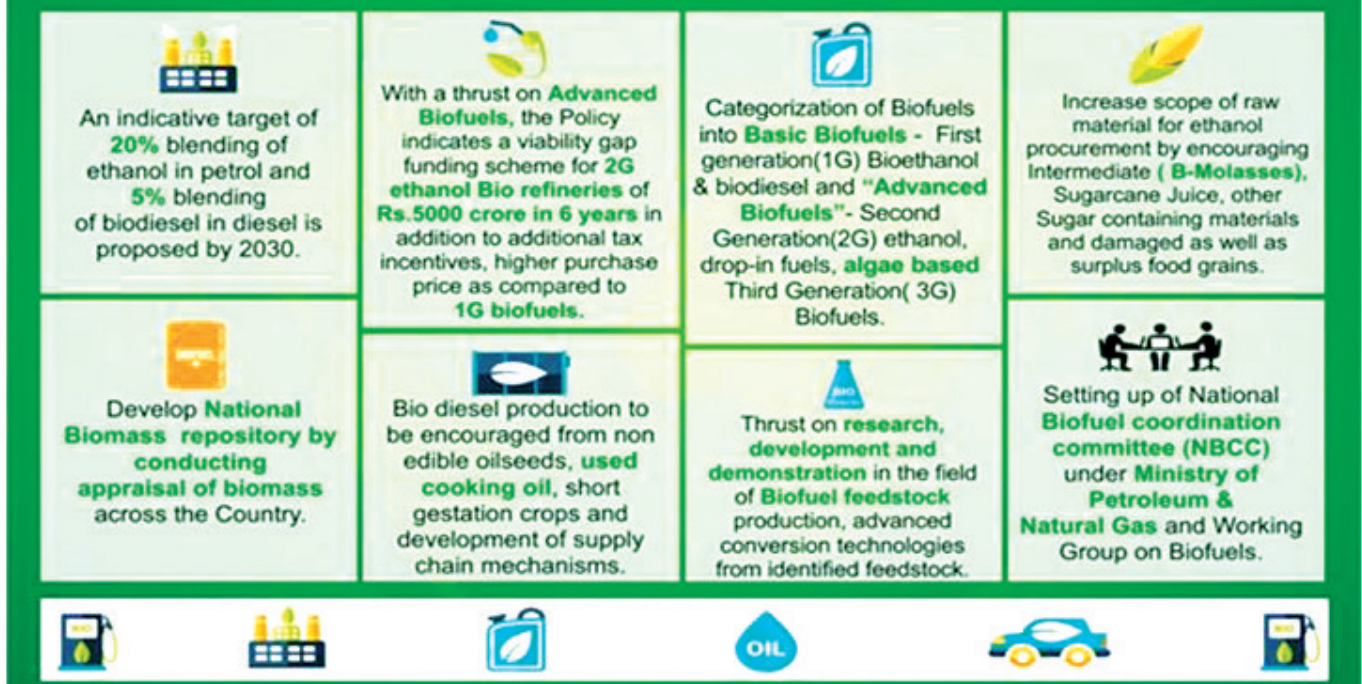 An indicative target of
20% blending of
ethanol in petrol and
5% blending
of biodiesel in diesel is
proposed by 2030.
With a thrust on Advanced
Biofuels, the Policy
indicates a viability gap
funding scheme for 2G
ethanol Bio refineries of
Rs.5000 crore in 6 years in
addition to additional tax
incentives, higher purchase
price as compared to
1G biofuels.
Categorization of Biofuels
into Basic Biofuels - First
generation(1G) Bioethanol
& biodiesel and “Advanced
Biofuels”- Second
Generation(2G) ethanol,
drop-in fuels, algae based
Third Generation( 3G)
Biofuels.
Increase scope of raw
material for ethanol
procurement by encouraging
Intermediate ( B-Molasses),
Sugarcane Juice, other
Sugar containing materials
and damaged as well as
surplus food grains.
Develop National
Biomass repository by
conducting
appraisal of biomass
across the Country.
Bio diesel production to
be encouraged from non
edible oilseeds, used
cooking oil, short
gestation crops and
development of supply
chain mechanisms.
BIO
Thrust on research,
development and
demonstration in the field
of Biofuel feedstock
production, advanced
conversion technologies
from identified feedstock.
Setting up of National
Biofuel coordination
committee (NBCC)
under Ministry of
Petroleum &
Natural Gas and Working
Group on Biofuels.
BIO
OIL
BIO